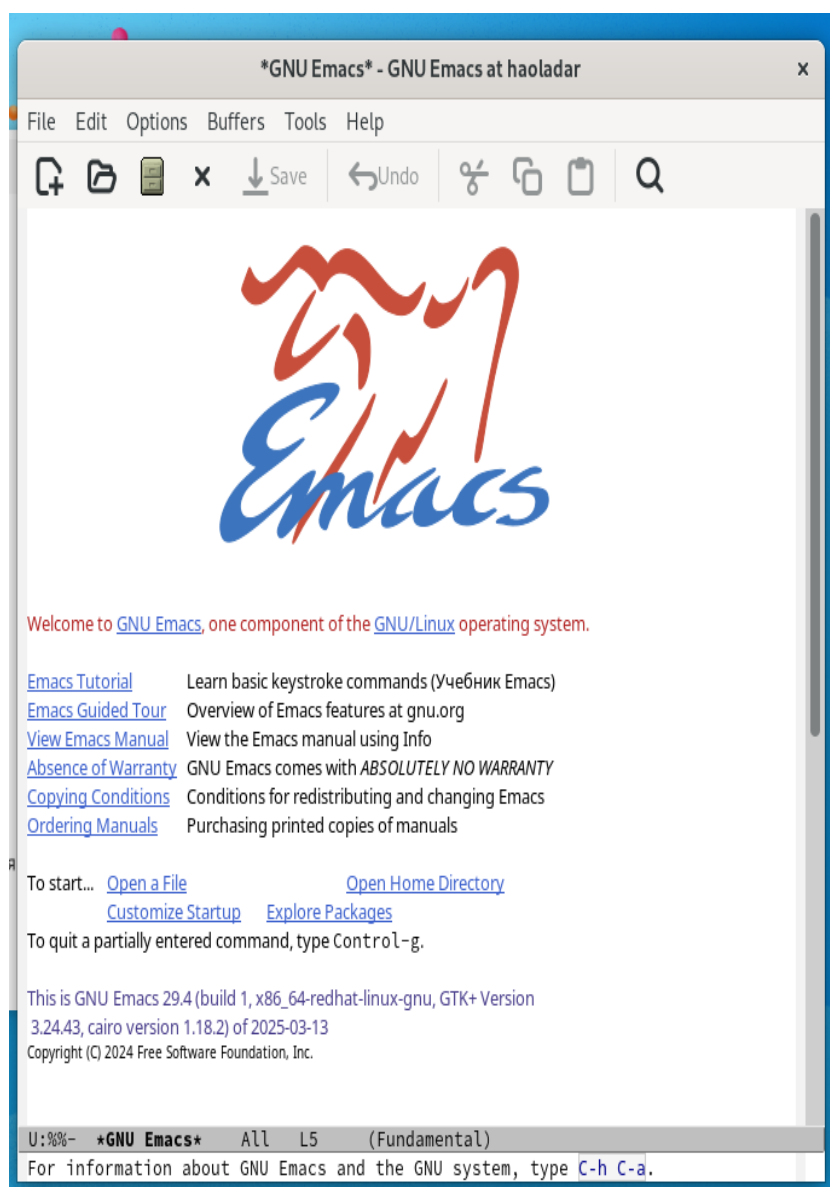 *GNU Emacs* - GNU Emacs at haoladar
File Edit Options Buffers Tools Help
Save Undo
Emacs
Welcome to GNU Emacs, one component of the GNU/Linux operating system.
Emacs Tutorial Learn basic keystroke commands (Учебник Emacs)
Emacs Guided Tour Overview of Emacs features at gnu.org
View Emacs Manual View the Emacs manual using Info
Absence of Warranty GNU Emacs comes with ABSOLUTELY NO WARRANTY
Copying Conditions Conditions for redistributing and changing Emacs
Ordering Manuals Purchasing printed copies of manuals
To start... Open a File Open Home Directory
Customize Startup Explore Packages
To quit a partially entered command, type Control-g.
This is GNU Emacs 29.4 (build 1, x86_64-redhat-linux-gnu, GTK+ Version
3.24.43, cairo version 1.18.2) of 2025-03-13
Copyright (C) 2024 Free Software Foundation, Inc.
U:%%- *GNU Emacs* All L5 (Fundamental)
For information about GNU Emacs and the GNU system, type C-h C-a.